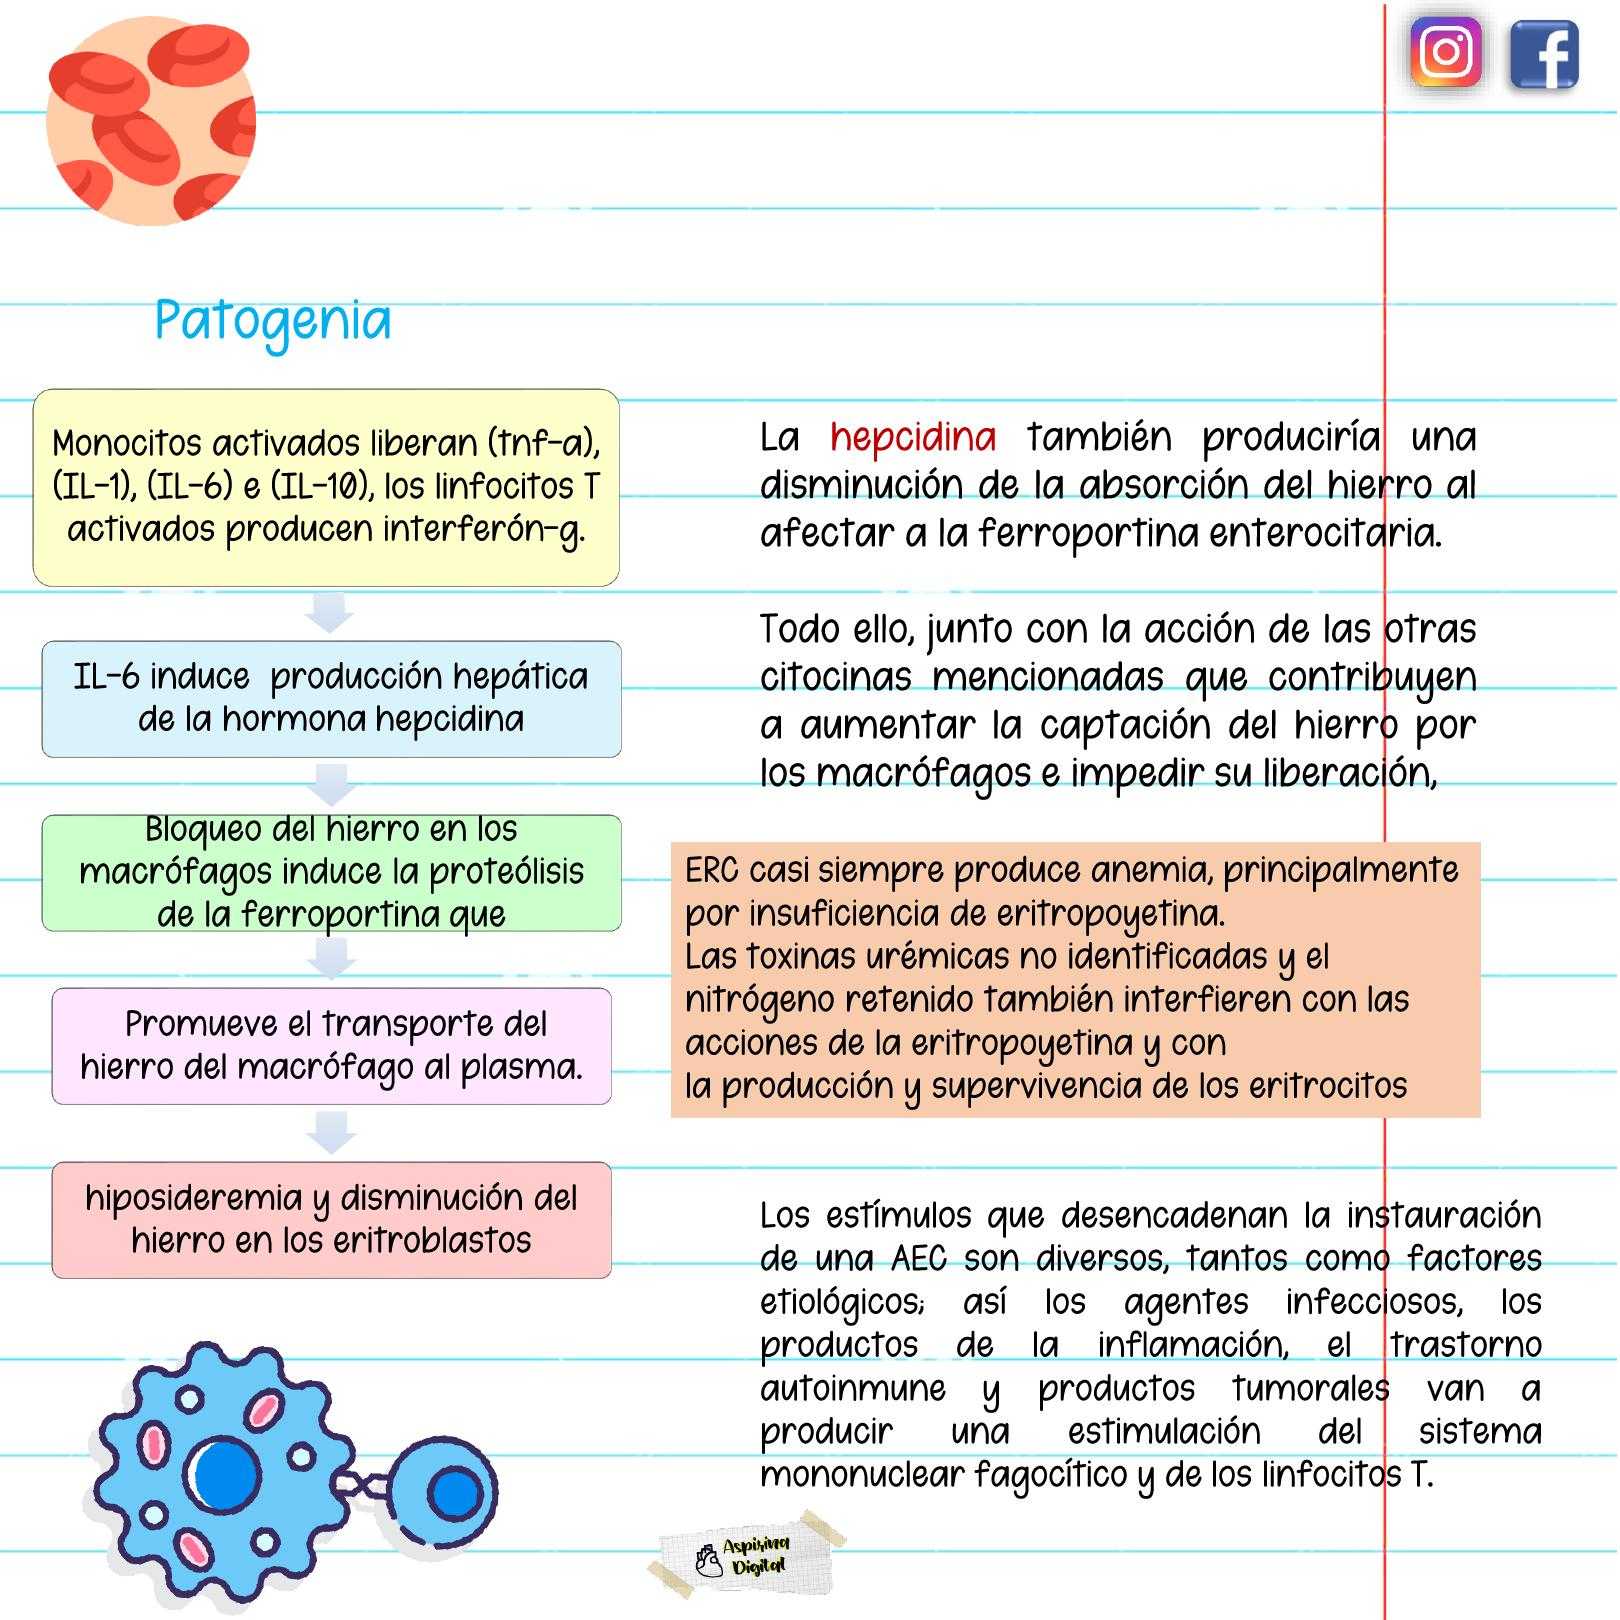 Patogenia
Monocitos activados liberan (tnf-a),
(IL-1), (IL-6) e (IL-10), los linfocitos T
activados producen interferón-g.
IL-6 induce  producción hepática
de la hormona hepcidina
Bloqueo del hierro en los
macrófagos induce la proteólisis
de la ferroportina que
Promueve el transporte del
hierro del macrófago al plasma.
hiposideremia y disminución del
hierro en los eritroblastos
La hepcidina también produciría una
disminución de la absorción del hierro al
afectar a la ferroportina enterocitaria.
Todo ello, junto con la acción de las otras
citocinas mencionadas que contribuyen
a aumentar la captación del hierro por
los macrófagos e impedir su liberación,
ERC casi siempre produce anemia, principalmente
por insuficiencia de eritropoyetina.
Las toxinas urémicas no identificadas y el
nitrógeno retenido también interfieren con las
acciones de la eritropoyetina y con
la producción y supervivencia de los eritrocitos
Los estímulos que desencadenan la instauración
de una AEC son diversos, tantos como factores
etiológicos; así los agentes infecciosos, los
productos de la inflamación, el trastorno
autoinmune y productos tumorales van a
producir una estimulación del sistema
mononuclear fagocítico y de los linfocitos T.
Aspirina
Digital